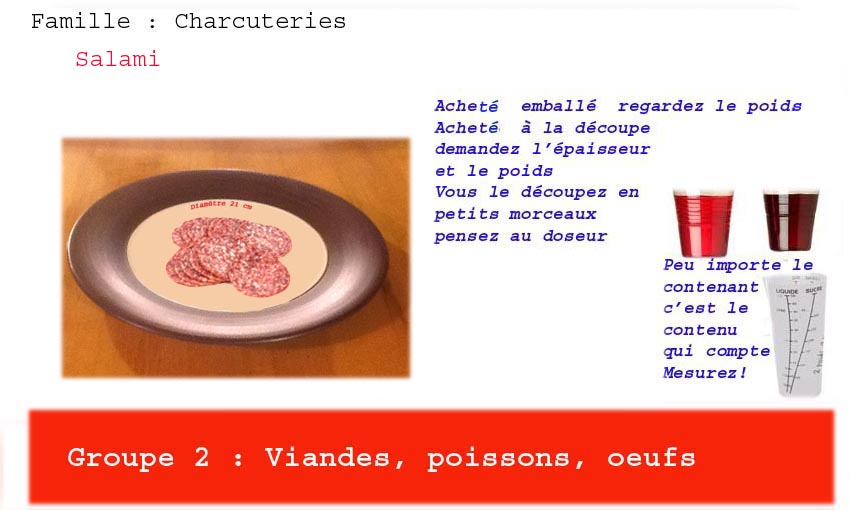 Famille : Charcuteries
Salami
Acheté emballé regardez le poids
Acheté à la découpe
demandez l'épaisseur
et le poids
Vous le découpez en
petits morceaux
pensez au doseur
Diamêtre 21 cm
Peu importe le
contenant
c'est le
contenu
qui compte
Mesurez!
LIQUIDE SUCRE
Groupe 2 : Viandes, poissons, oeufs